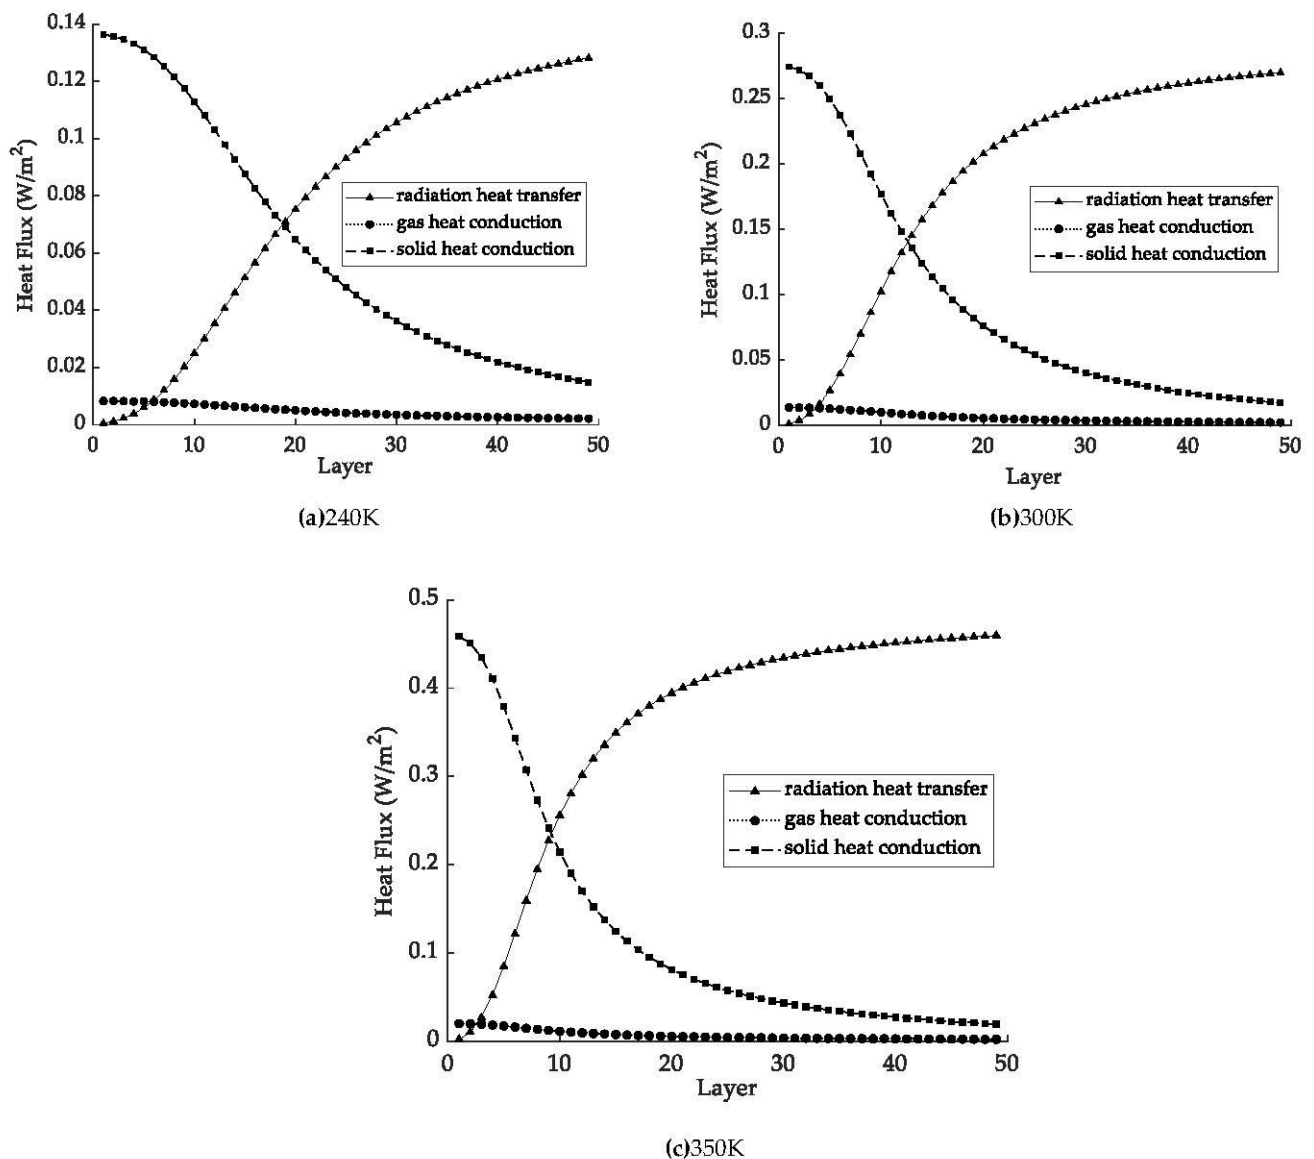 0.14
0.12
0.1
0.08
0.06
0.04
0.02
0
Heat Flux (W/m2)
radiation heat transfer
gas heat conduction
solid heat conduction
0 10 20 30 40 50
Layer
(a)240K
0.3
0.25
0.2
0.15
0.1
0.05
0
Heat Flux (W/m2)
radiation heat transfer
gas heat conduction
solid heat conduction
0 10 20 30 40 50
Layer
(b)300K
0.5
0.4
0.3
0.2
0.1
0
Heat Flux (W/m2)
radiation heat transfer
gas heat conduction
solid heat conduction
0 10 20 30 40 50
Layer
(c)350K